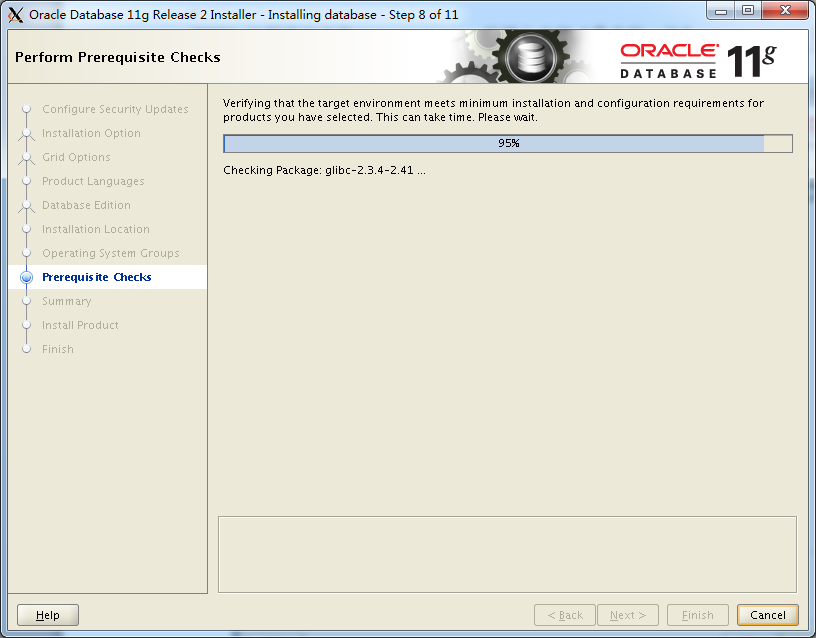 Oracle Database 11g Release 2 Installer - Installing database - Step 8 of 11
Perform Prerequisite Checks
ORACLE
DATABASE 11g
Configure Security Updates
Installation Option
Grid Options
Product Languages
Database Edition
Installation Location
Operating System Groups
Prerequisite Checks
Summary
Install Product
Finish
Verifying that the target environment meets minimum installation and configuration requirements for
products you have selected. This can take time. Please wait.
95%
Checking Package: glibc-2.3.4-2.41 ...
Help
< Back
Next >
Finish
Cancel